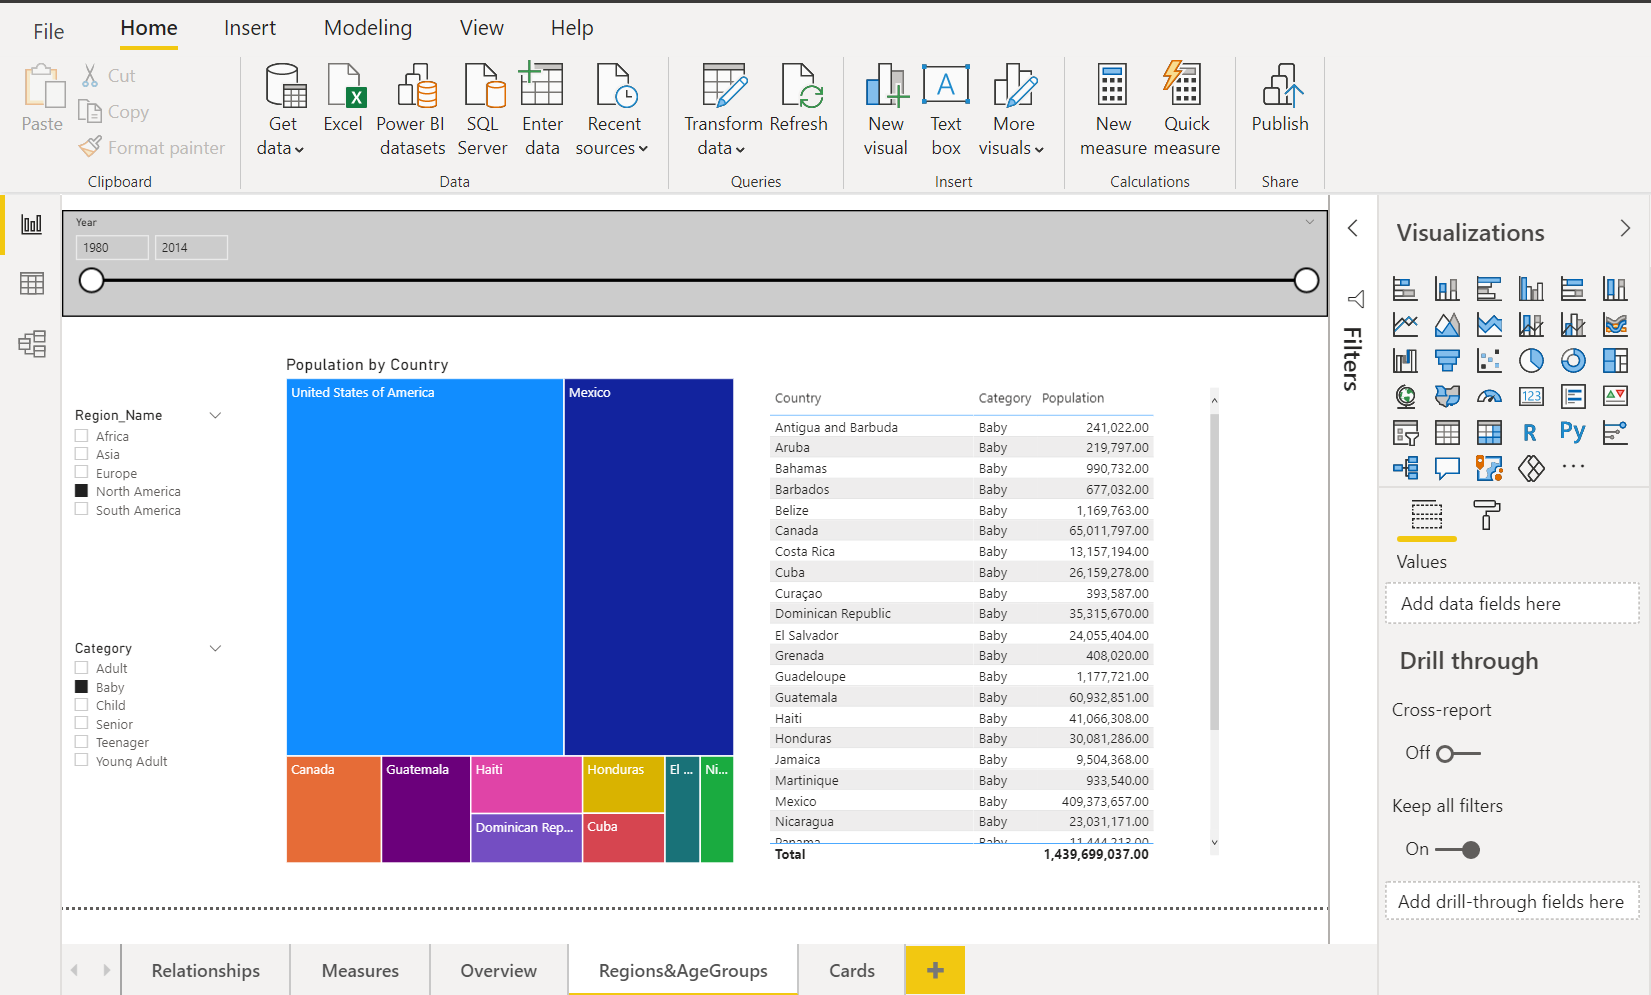 File Home Insert Modeling View Help
Paste
Cut
Copy
Format painter
Clipboard
Get data
Excel
Power BI datasets
SQL Server
Enter data
Recent sources
Data
Transform data
Refresh
Queries
New visual
A
Text box
More visuals
Insert
New measure
Quick measure
Calculations
Publish
Share
Year
1980 2014
Region_Name
Africa
Asia
Europe
North America
South America
Category
Adult
Baby
Child
Senior
Teenager
Young Adult
Population by Country
United States of America
Mexico
Canada
Guatemala
Haiti
Honduras
El ...
Ni...
Dominican Rep...
Cuba
Country Category Population
Antigua and Barbuda Baby 241,022.00
Aruba Baby 219,797.00
Bahamas Baby 990,732.00
Barbados Baby 677,032.00
Belize Baby 1,169,763.00
Canada Baby 65,011,797.00
Costa Rica Baby 13,157,194.00
Cuba Baby 26,159,278.00
Curaçao Baby 393,587.00
Dominican Republic Baby 35,315,670.00
El Salvador Baby 24,055,404.00
Grenada Baby 408,020.00
Guadeloupe Baby 1,177,721.00
Guatemala Baby 60,932,851.00
Haiti Baby 41,066,308.00
Honduras Baby 30,081,286.00
Jamaica Baby 9,504,368.00
Martinique Baby 933,540.00
Mexico Baby 409,373,657.00
Nicaragua Baby 23,031,171.00
Panama Baby 11,444,213.00
Total 1,439,699,037.00
Filters
Visualizations
123
R
Py
Values
Add data fields here
Drill through
Cross-report
Off
Keep all filters
On
Add drill-through fields here
Relationships Measures Overview Regions&AgeGroups Cards